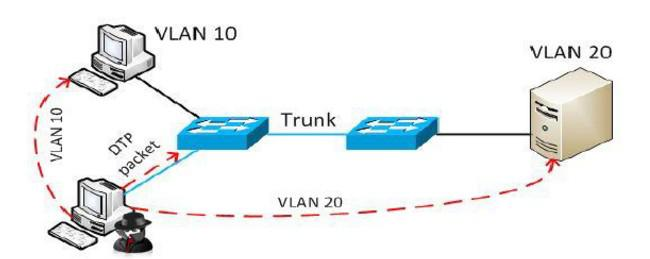 VLAN 10
VLAN 20
Trunk
VLAN 10
DTP
packet
VLAN 20